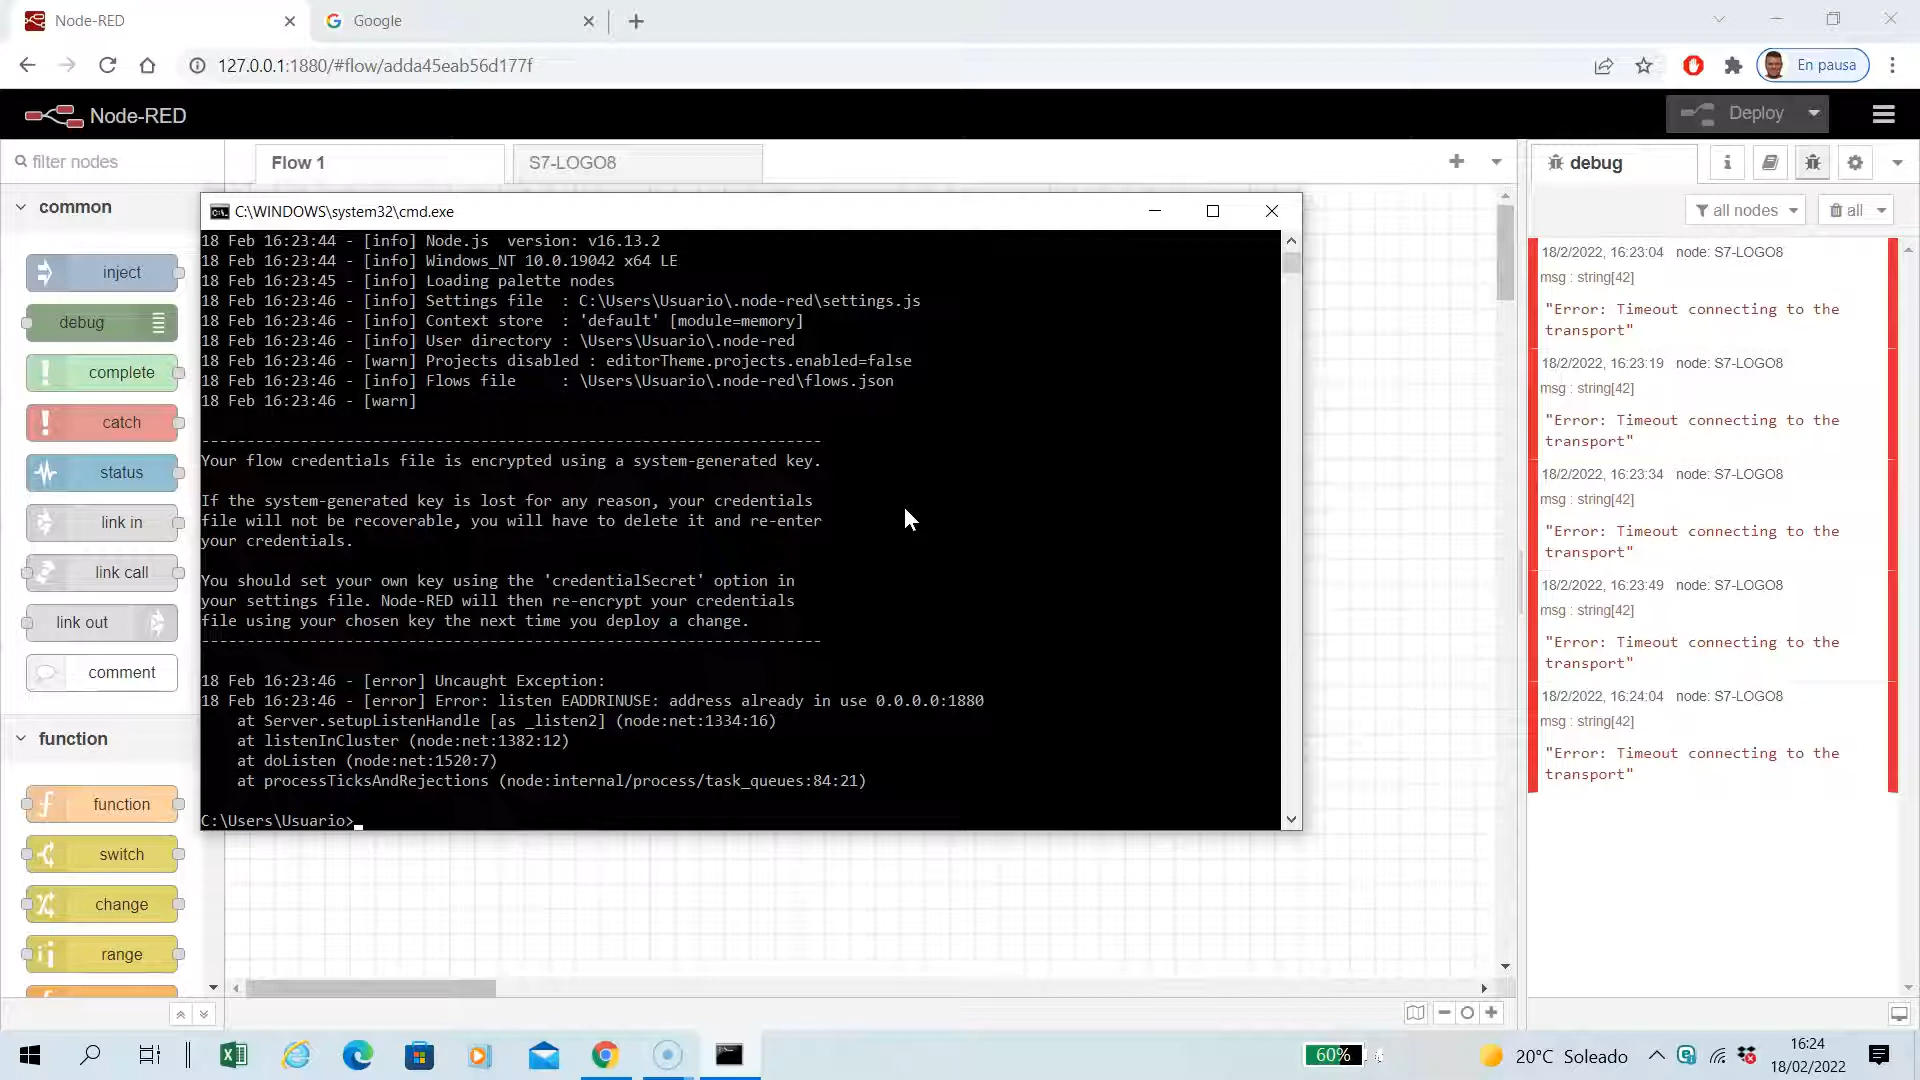 Node-RED
Google
127.0.0.1:1880/#flow/adda45eab56d177f
En pausa
Node-RED
Deploy
filter nodes
Flow 1
S7-LOGO8
debug
all nodes
all
common
inject
debug
complete
catch
status
link in
link call
link out
comment
function
function
switch
change
range
C:\WINDOWS\system32\cmd.exe
18 Feb 16:23:44 - [info] Node.js  version: v16.13.2
18 Feb 16:23:44 - [info] Windows_NT 10.0.19042 x64 LE
18 Feb 16:23:45 - [info] Loading palette nodes
18 Feb 16:23:46 - [info] Settings file  : C:\Users\Usuario\.node-red\settings.js
18 Feb 16:23:46 - [info] Context store  : 'default' [module=memory]
18 Feb 16:23:46 - [info] User directory : \Users\Usuario\.node-red
18 Feb 16:23:46 - [warn] Projects disabled : editorTheme.projects.enabled=false
18 Feb 16:23:46 - [info] Flows file     : \Users\Usuario\.node-red\flows.json
18 Feb 16:23:46 - [warn]
---------------------------------------------------------------------
Your flow credentials file is encrypted using a system-generated key.
If the system-generated key is lost for any reason, your credentials
file will not be recoverable, you will have to delete it and re-enter
your credentials.
You should set your own key using the 'credentialSecret' option in
your settings file. Node-RED will then re-encrypt your credentials
file using your chosen key the next time you deploy a change.
---------------------------------------------------------------------
18 Feb 16:23:46 - [error] Uncaught Exception:
18 Feb 16:23:46 - [error] Error: listen EADDRINUSE: address already in use 0.0.0.0:1880
at Server.setupListenHandle [as _listen2] (node:net:1334:16)
at listenInCluster (node:net:1382:12)
at doListen (node:net:1520:7)
at processTicksAndRejections (node:internal/process/task_queues:84:21)
C:\Users\Usuario>
18/2/2022, 16:23:04 node: S7-LOGO8
msg : string[42]
"Error: Timeout connecting to the
transport"
18/2/2022, 16:23:19 node: S7-LOGO8
msg : string[42]
"Error: Timeout connecting to the
transport"
18/2/2022, 16:23:34 node: S7-LOGO8
msg : string[42]
"Error: Timeout connecting to the
transport"
18/2/2022, 16:23:49 node: S7-LOGO8
msg : string[42]
"Error: Timeout connecting to the
transport"
18/2/2022, 16:24:04 node: S7-LOGO8
msg : string[42]
"Error: Timeout connecting to the
transport"
60%
20°C Soleado
16:24
18/02/2022